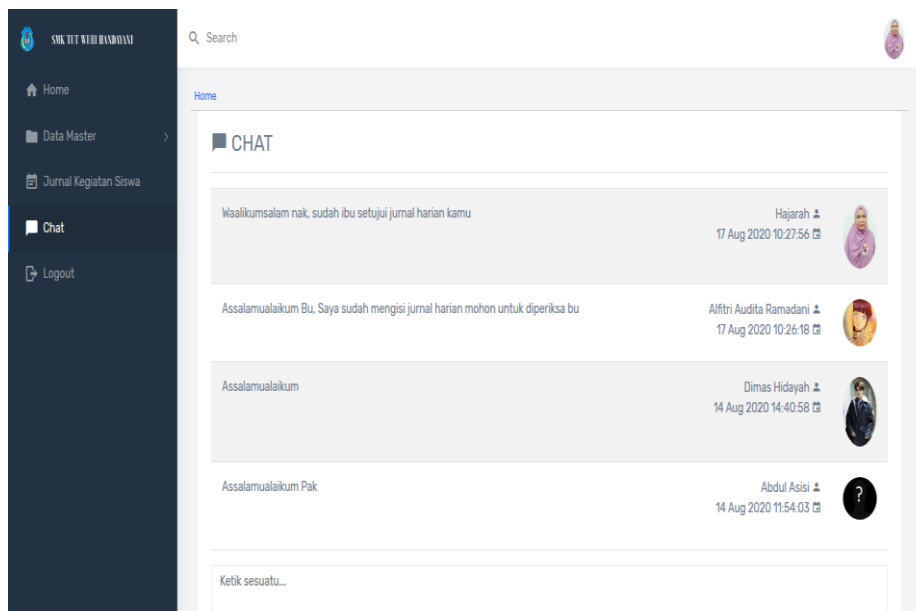 SMK TUT WURI HANDAYANI
Search
Home
Data Master
Jurnal Kegiatan Siswa
Chat
Logout
Home
CHAT
Waalikumsalam nak, sudah ibu setujui jurnal harian kamu
Hajarah
17 Aug 2020 10:27:56
Assalamualaikum Bu, Saya sudah mengisi jurnal harian mohon untuk diperiksa bu
Alfitri Audita Ramadani
17 Aug 2020 10:26:18
Assalamualaikum
Dimas Hidayah
14 Aug 2020 14:40:58
Assalamualaikum Pak
Abdul Asisi
14 Aug 2020 11:54:03
?
Ketik sesuatu...